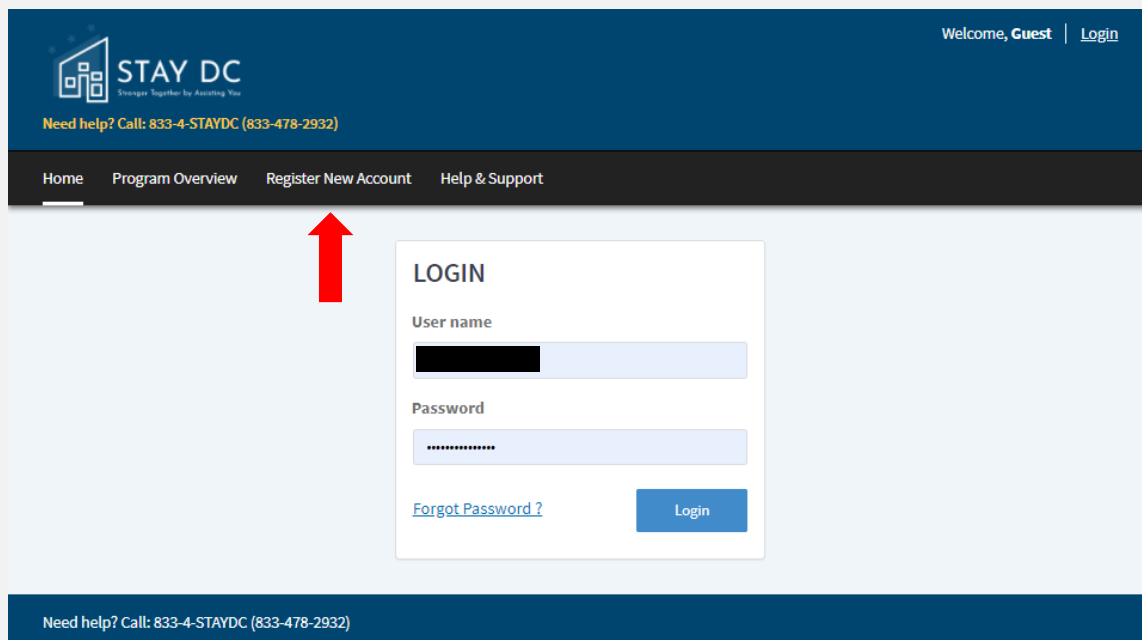 Welcome, Guest | Login
STAY DC
Stronger Together by Assisting You
Need help? Call: 833-4-STAYDC (833-478-2932)
Home Program Overview Register New Account Help & Support
LOGIN
User name
Password
••••••••••••••
Forgot Password ? Login
Need help? Call: 833-4-STAYDC (833-478-2932)